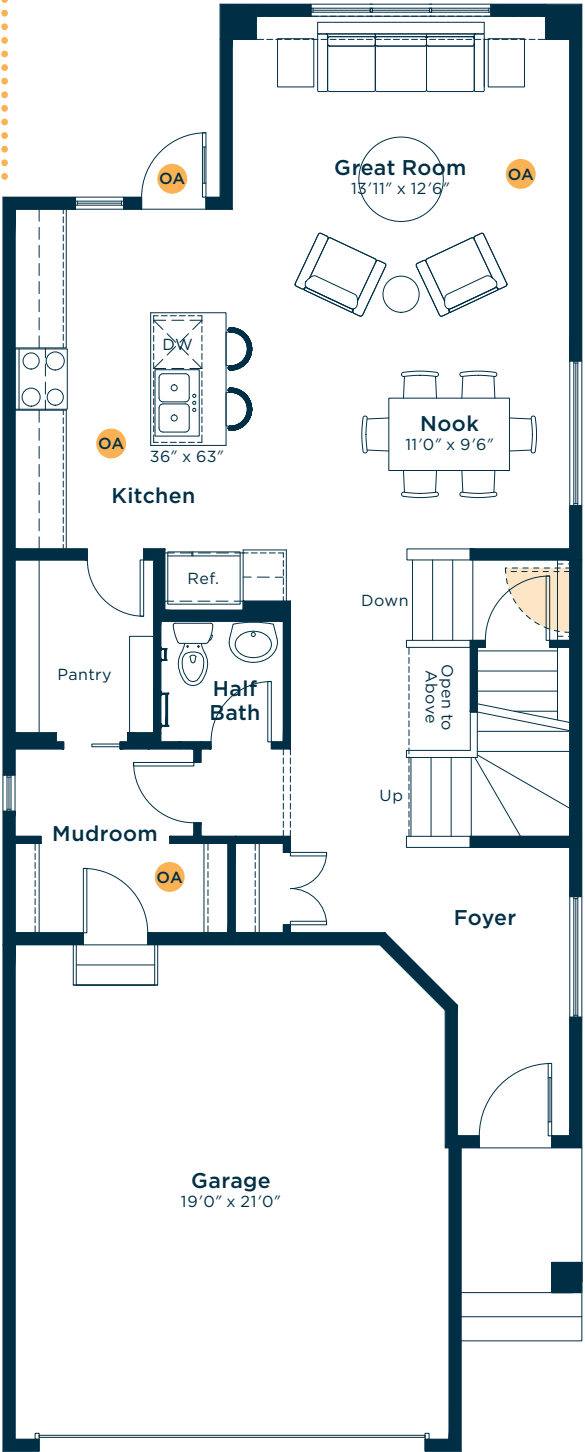 OA
Great Room
13'11" x 12'6"
OA
DW
Nook
11'0" x 9'6"
OA
36" x 63"
Kitchen
Ref.
Down
Pantry
Half
Bath
Open to
Above
Up
Mudroom
OA
Foyer
Garage
19'0" x 21'0"